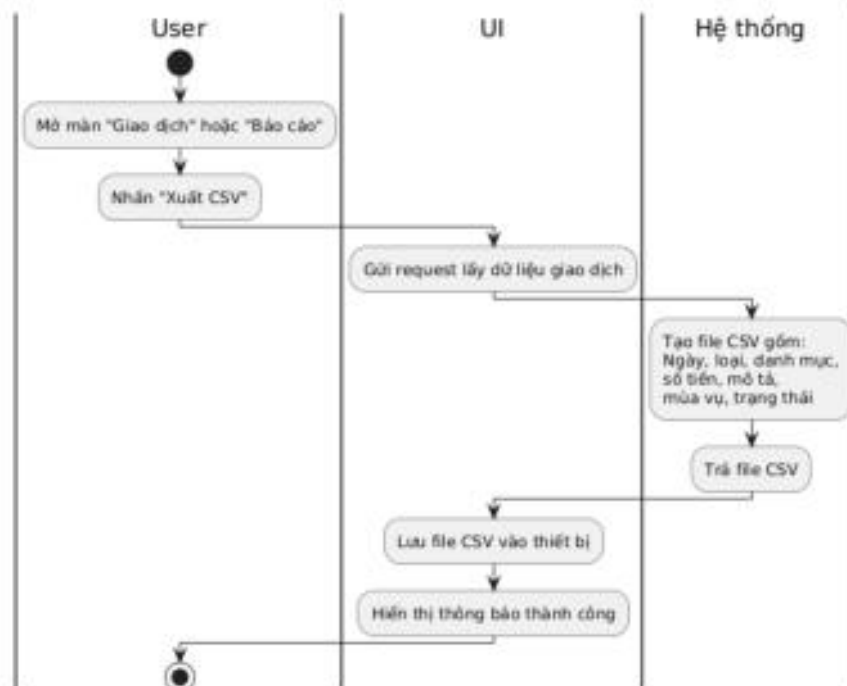 User
UI
Hệ thống
Mở màn "Giao dịch" hoặc "Báo cáo"
Nhấn "Xuất CSV"
Gửi request lấy dữ liệu giao dịch
Tạo file CSV gồm:
Ngày, loại, danh mục,
số tiền, mô tả,
mùa vụ, trạng thái
Trả file CSV
Lưu file CSV vào thiết bị
Hiển thị thông báo thành công